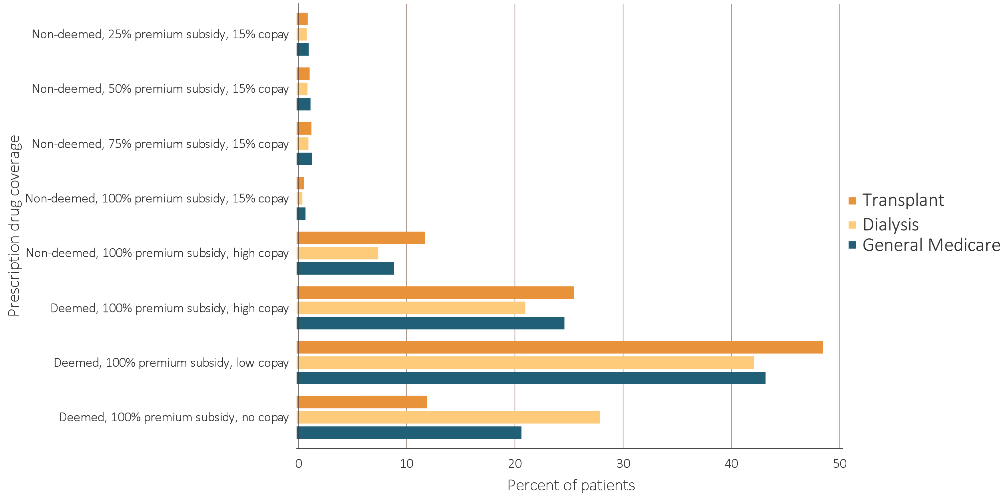 Prescription drug coverage
Non-deemed, 25% premium subsidy, 15% copay
Non-deemed, 50% premium subsidy, 15% copay
Non-deemed, 75% premium subsidy, 15% copay
Non-deemed, 100% premium subsidy, 15% copay
Non-deemed, 100% premium subsidy, high copay
Deemed, 100% premium subsidy, high copay
Deemed, 100% premium subsidy, low copay
Deemed, 100% premium subsidy, no copay
0 10 20 30 40 50
Percent of patients
Transplant
Dialysis
General Medicare